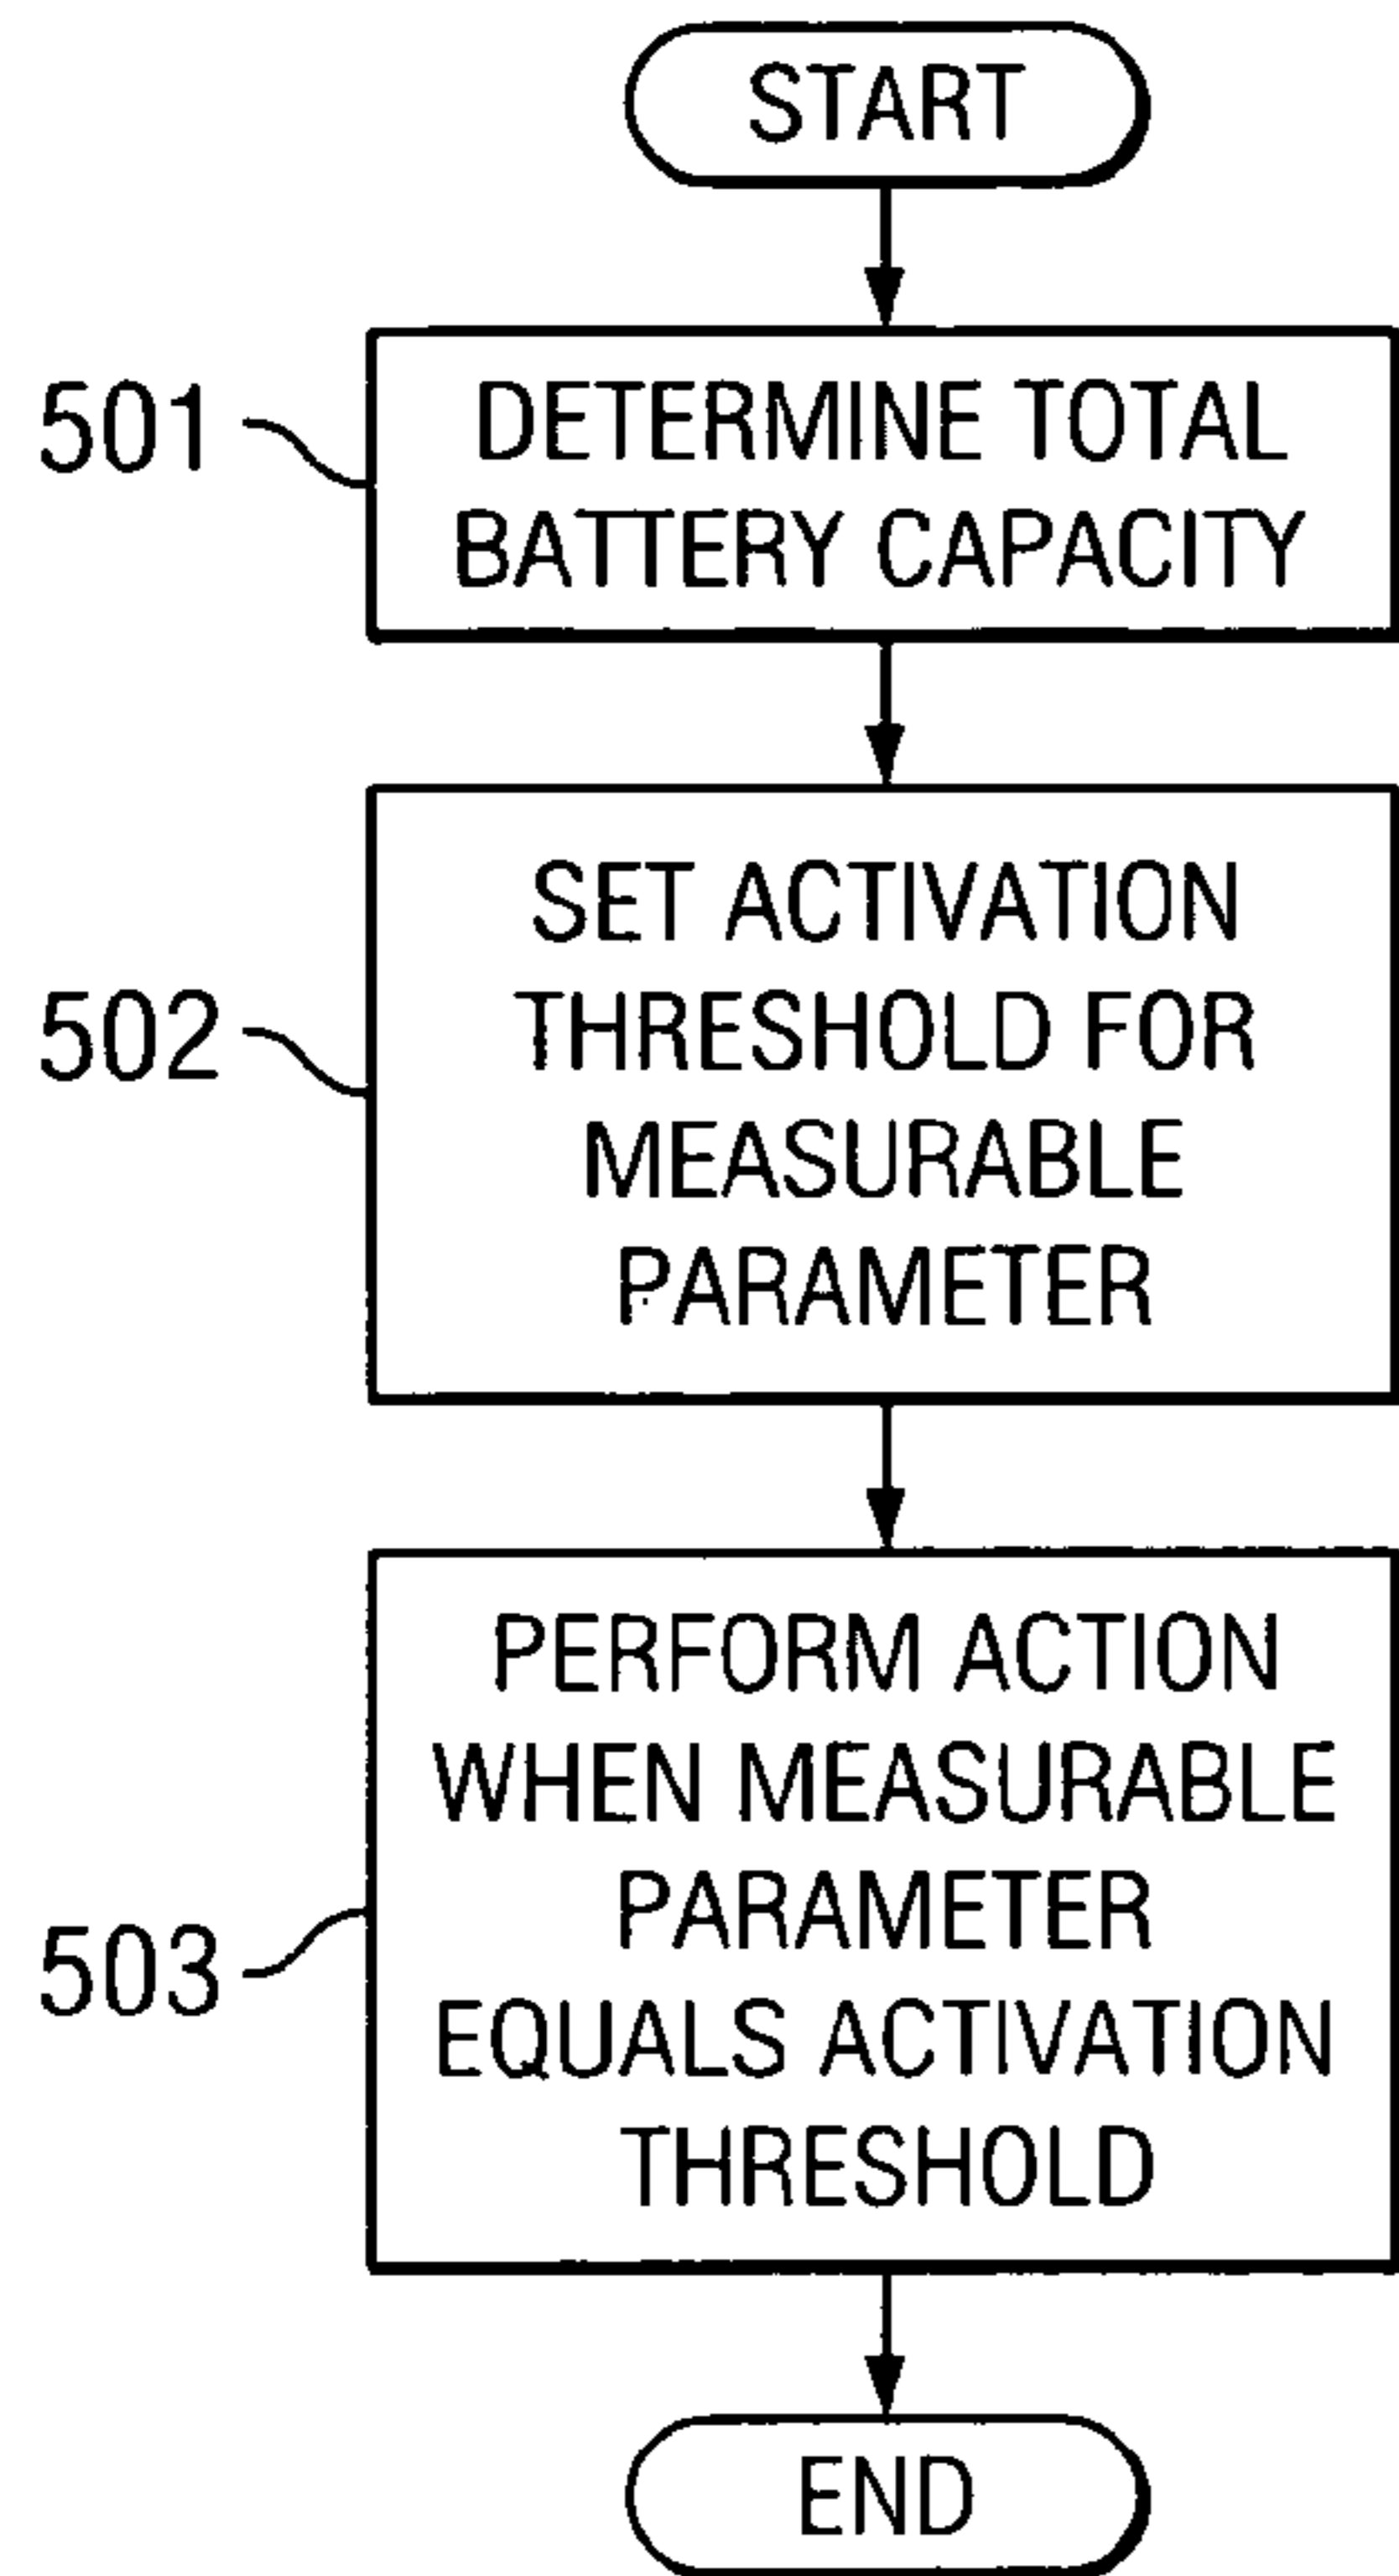 START
501
DETERMINE TOTAL
BATTERY CAPACITY
502
SET ACTIVATION
THRESHOLD FOR
MEASURABLE
PARAMETER
503
PERFORM ACTION
WHEN MEASURABLE
PARAMETER
EQUALS ACTIVATION
THRESHOLD
END